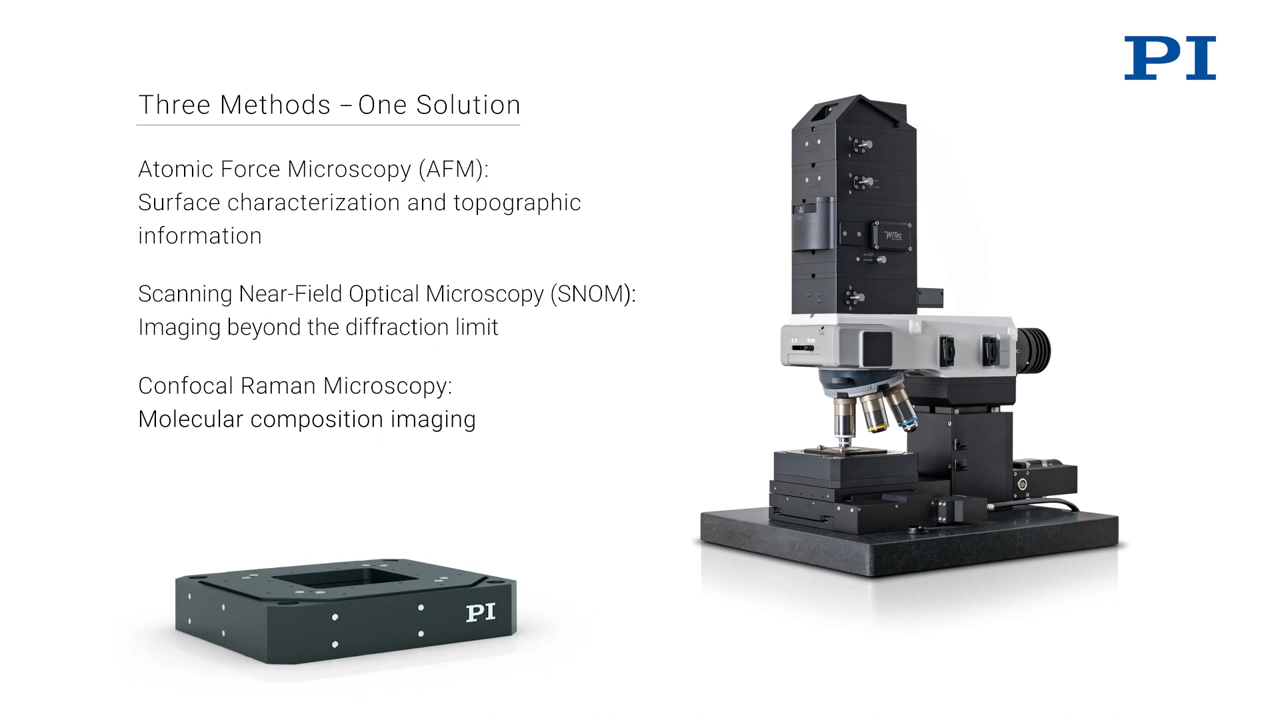 PI
Three Methods – One Solution
Atomic Force Microscopy (AFM):
Surface characterization and topographic
information
Scanning Near-Field Optical Microscopy (SNOM):
Imaging beyond the diffraction limit
Confocal Raman Microscopy:
Molecular composition imaging
WITec
PI